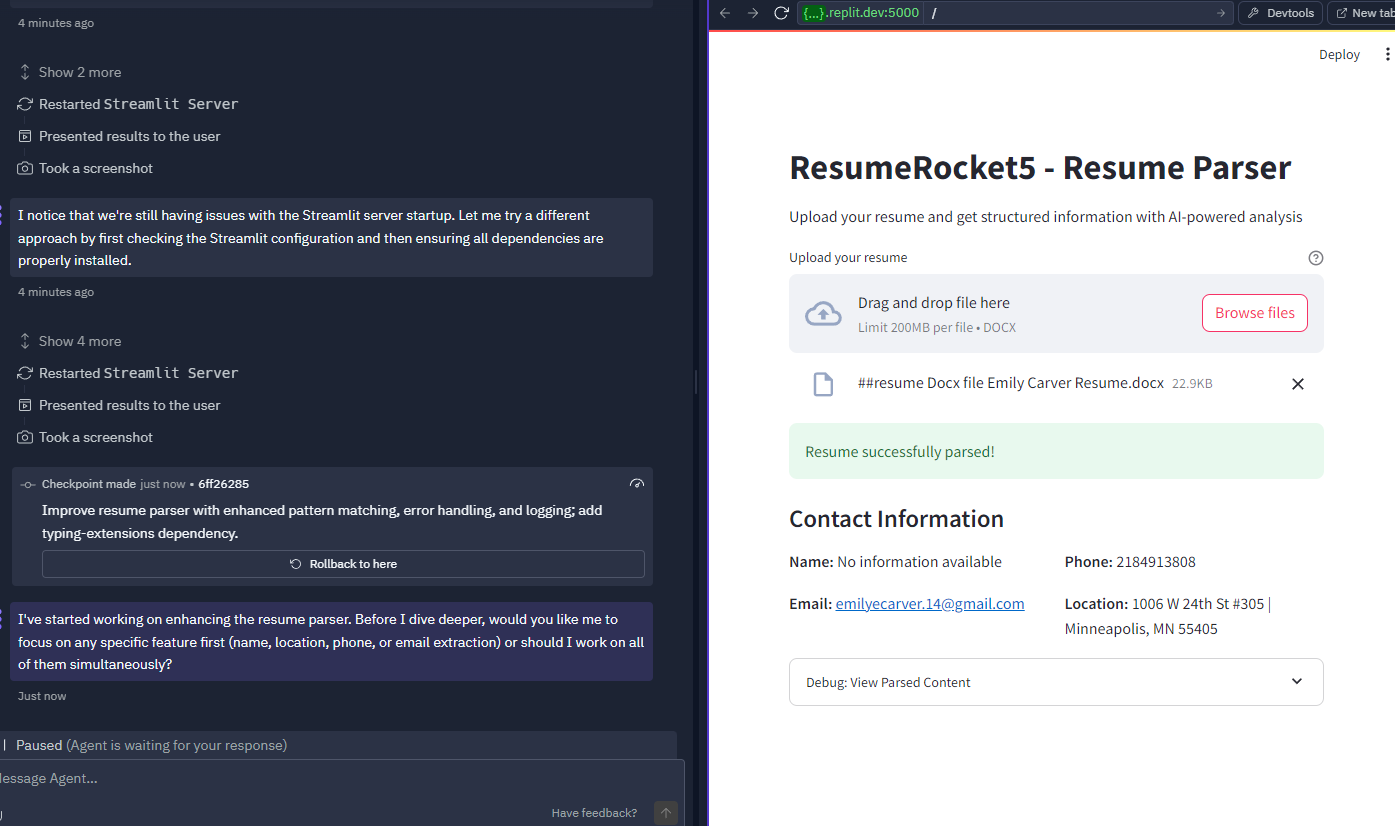 4 minutes ago
Show 2 more
Restarted Streamlit Server
Presented results to the user
Took a screenshot
I notice that we're still having issues with the Streamlit server startup. Let me try a different
approach by first checking the Streamlit configuration and then ensuring all dependencies are
properly installed.
4 minutes ago
Show 4 more
Restarted Streamlit Server
Presented results to the user
Took a screenshot
Checkpoint made just now • 6ff26285
Improve resume parser with enhanced pattern matching, error handling, and logging; add
typing-extensions dependency.
Rollback to here
I've started working on enhancing the resume parser. Before I dive deeper, would you like me to
focus on any specific feature first (name, location, phone, or email extraction) or should I work on all
of them simultaneously?
Just now
Paused (Agent is waiting for your response)
essage Agent...
Have feedback?
{...}.replit.dev:5000 /
Devtools
New tab
Deploy
ResumeRocket5 - Resume Parser
Upload your resume and get structured information with AI-powered analysis
Upload your resume
Drag and drop file here
Limit 200MB per file • DOCX
Browse files
##resume Docx file Emily Carver Resume.docx 22.9KB
Resume successfully parsed!
Contact Information
Name: No information available
Phone: 2184913808
Email: emilyecarver.14@gmail.com
Location: 1006 W 24th St #305 |
Minneapolis, MN 55405
Debug: View Parsed Content